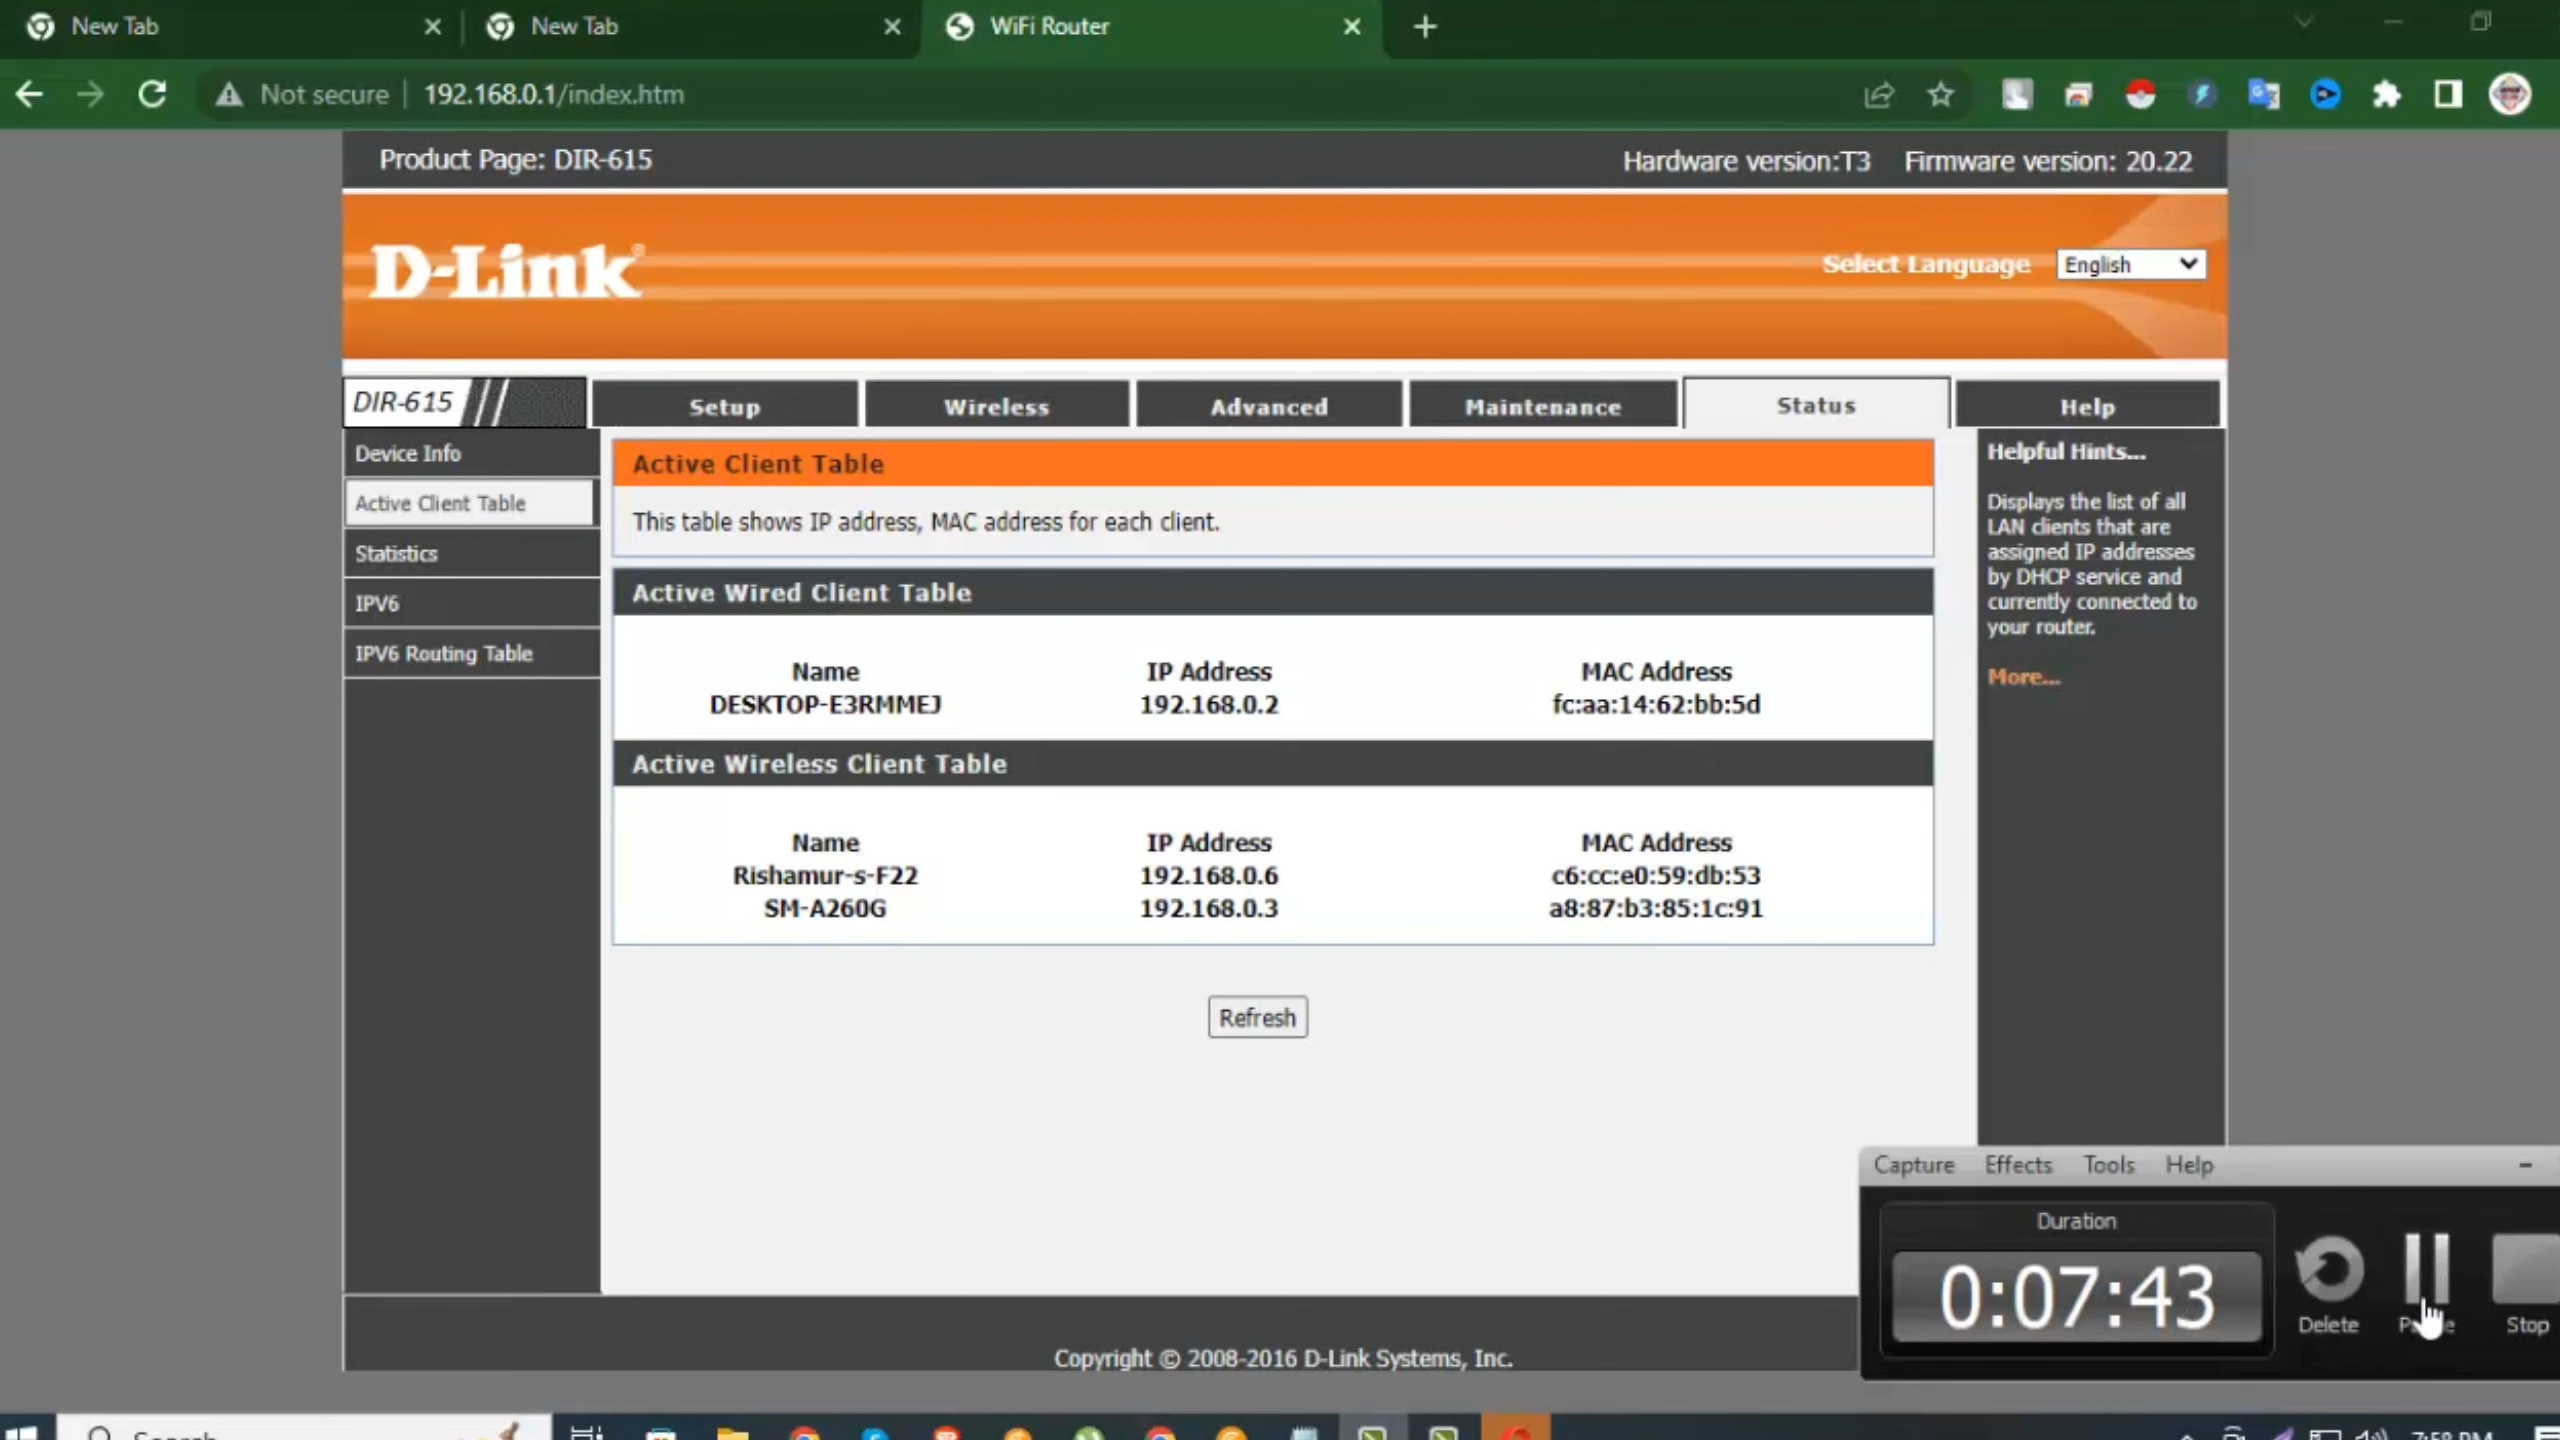 New Tab
New Tab
WiFi Router
Not secure
192.168.0.1/index.htm
Product Page: DIR-615
Hardware version:T3 Firmware version: 20.22
D-Link®
Select Language English
DIR-615
Setup
Wireless
Advanced
Maintenance
Status
Help
Device Info
Active Client Table
Statistics
IPV6
IPV6 Routing Table
Active Client Table
This table shows IP address, MAC address for each client.
Active Wired Client Table
Name IP Address MAC Address
DESKTOP-E3RMMEJ 192.168.0.2 fc:aa:14:62:bb:5d
Active Wireless Client Table
Name IP Address MAC Address
Rishamur-s-F22 192.168.0.6 c6:cc:e0:59:db:53
SM-A260G 192.168.0.3 a8:87:b3:85:1c:91
Refresh
Helpful Hints...
Displays the list of all
LAN clients that are
assigned IP addresses
by DHCP service and
currently connected to
your router.
More...
Capture Effects Tools Help
Duration
0:07:43
Delete
Stop
Copyright © 2008-2016 D-Link Systems, Inc.
Search
7:58 PM